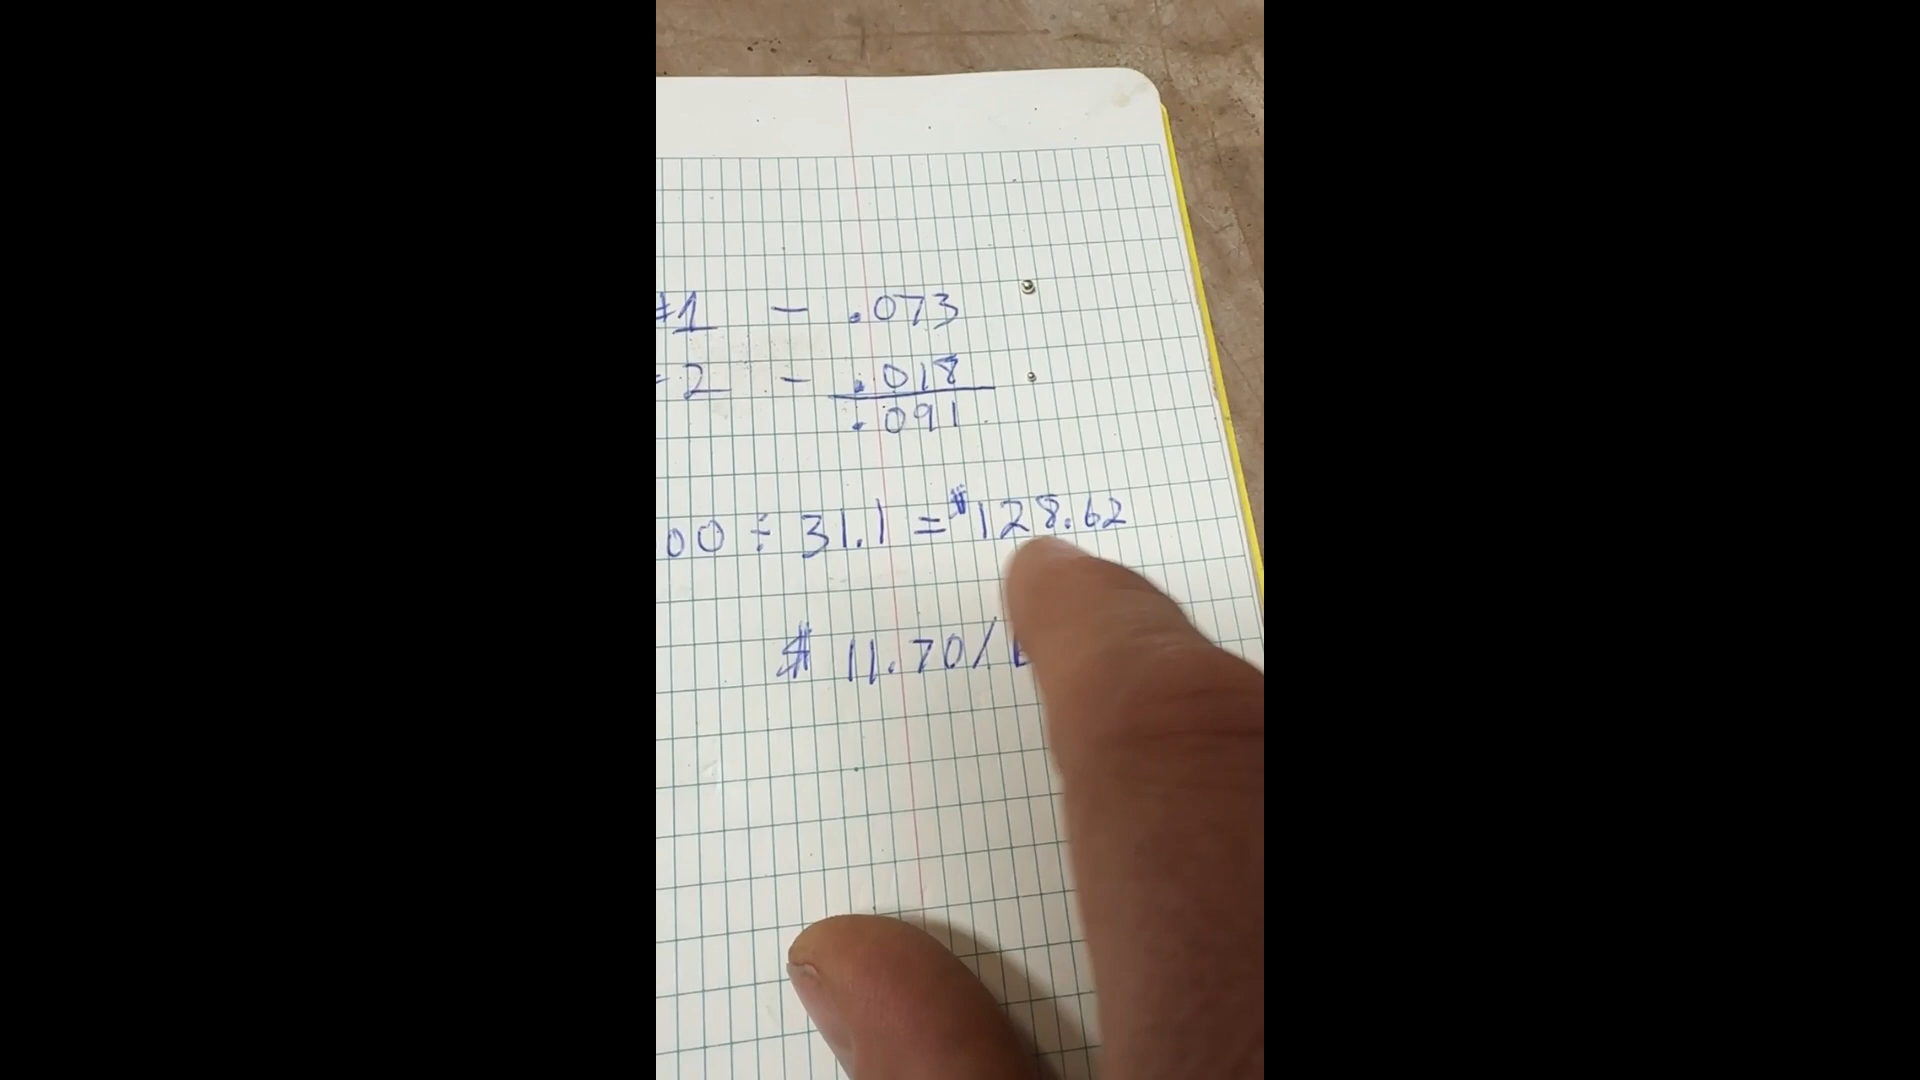 #1 - .073
2 - .018
.091
00 ÷ 31.1 = $128.62
$ 11.70/